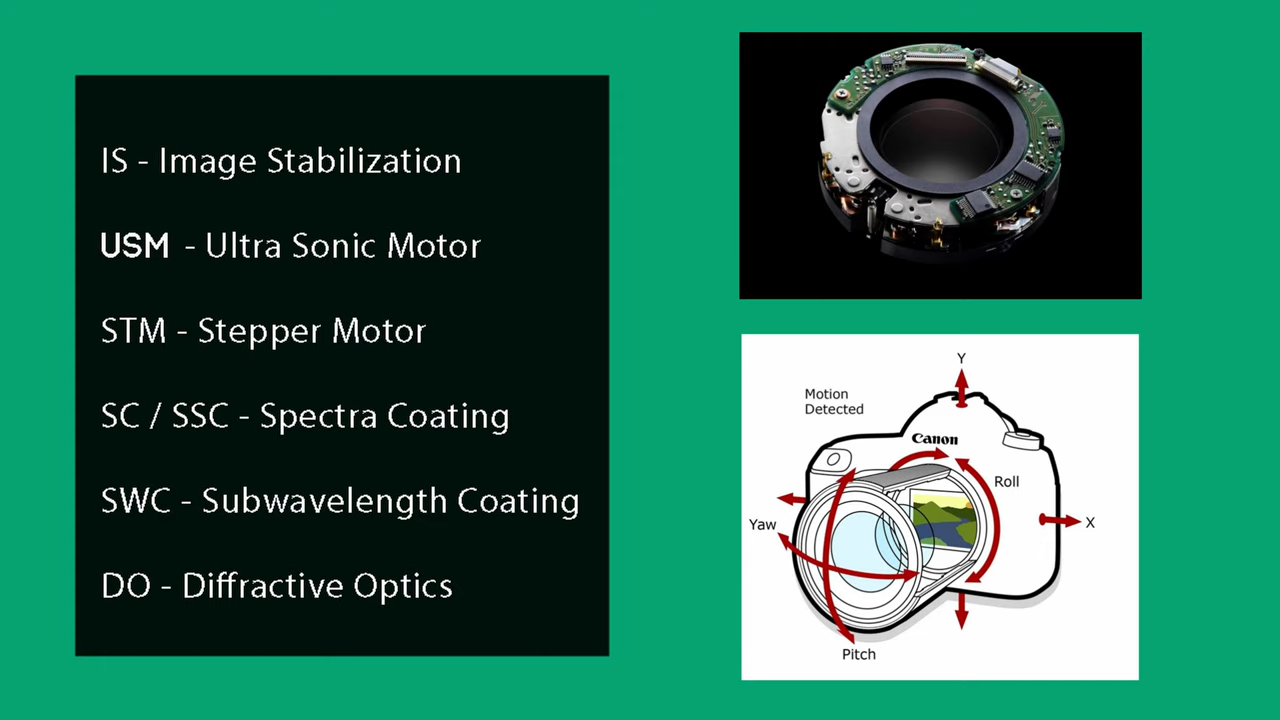 IS - Image Stabilization
USM - Ultra Sonic Motor
STM - Stepper Motor
SC / SSC - Spectra Coating
SWC - Subwavelength Coating
DO - Diffractive Optics
Y
Motion
Detected
Canon
Roll
Yaw
X
Pitch